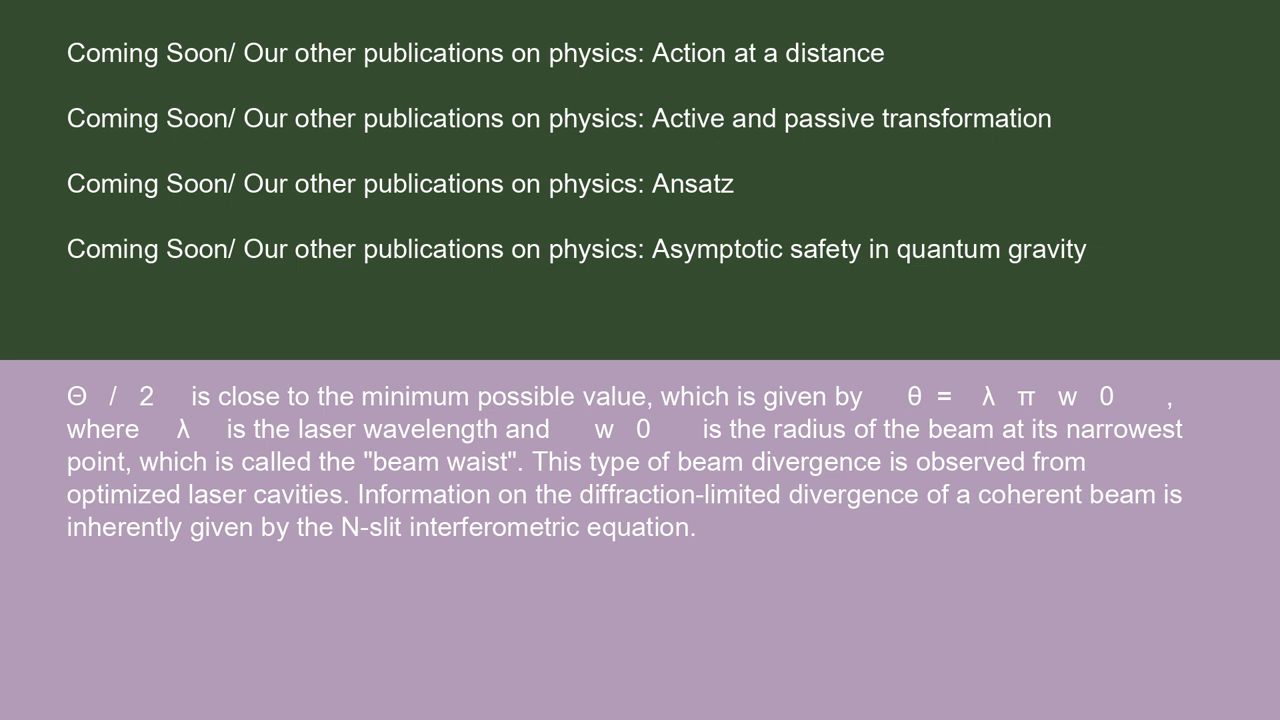 Coming Soon/ Our other publications on physics: Action at a distance
Coming Soon/ Our other publications on physics: Active and passive transformation
Coming Soon/ Our other publications on physics: Ansatz
Coming Soon/ Our other publications on physics: Asymptotic safety in quantum gravity
Θ / 2 is close to the minimum possible value, which is given by θ = λ π w 0 ,
where λ is the laser wavelength and w 0 is the radius of the beam at its narrowest
point, which is called the "beam waist". This type of beam divergence is observed from
optimized laser cavities. Information on the diffraction-limited divergence of a coherent beam is
inherently given by the N-slit interferometric equation.